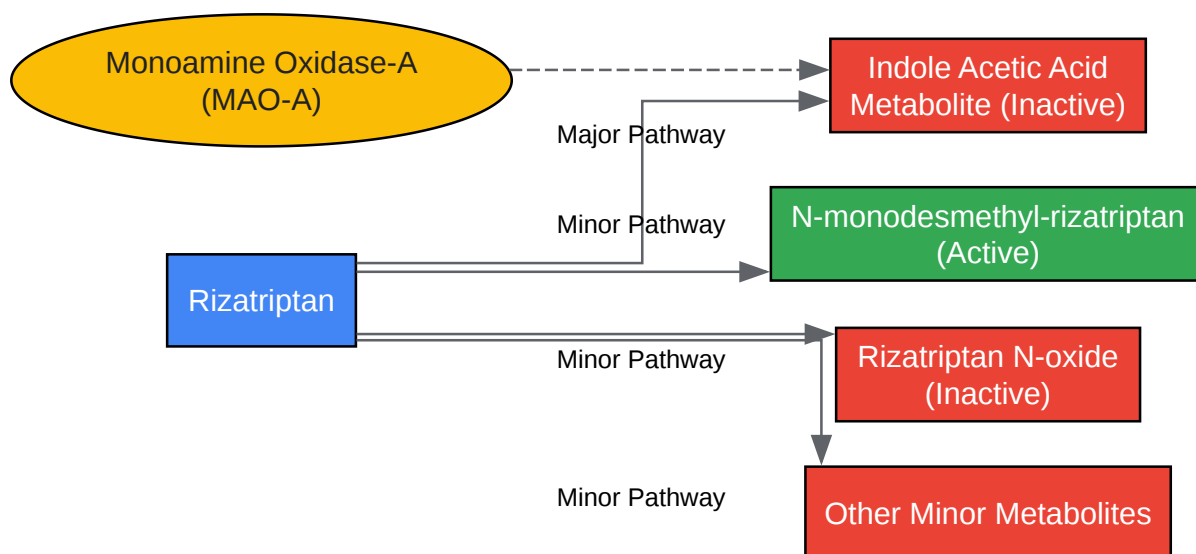 Monoamine Oxidase-A
(MAO-A)
Indole Acetic Acid
Metabolite (Inactive)
Major Pathway
Minor Pathway
N-monodesmethyl-rizatriptan
(Active)
Rizatriptan
Minor Pathway
Rizatriptan N-oxide
(Inactive)
Minor Pathway
Other Minor Metabolites